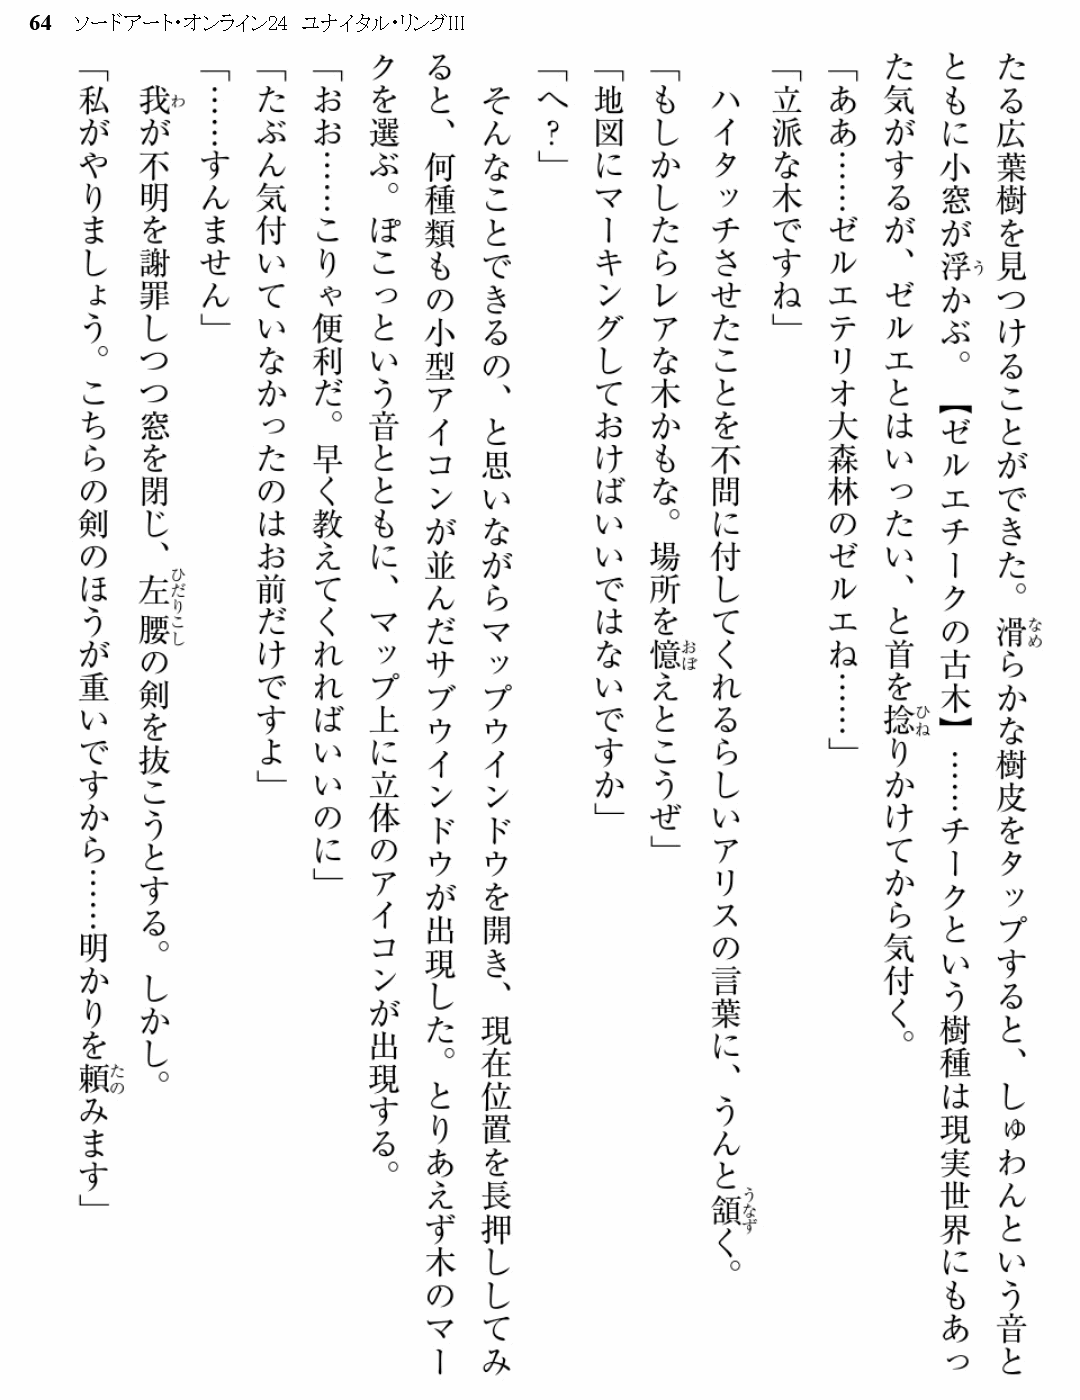 64 ソードアート・オンライン24 ユナイタル・リングIII
たる広葉樹を見つけることができた。滑らかな樹皮をタップすると、しゅわんという音と
ともに小窓が浮かぶ。【ゼルエチークの古木】……チークという樹種は現実世界にもあっ
た気がするが、ゼルエとはいったい、と首を捻りかけてから気付く。
「ああ……ゼルエテリオ大森林のゼルエね……」
「立派な木ですね」
ハイタッチさせたことを不問に付してくれるらしいアリスの言葉に、うんと頷く。
「もしかしたらレアな木かもな。場所を憶えとこうぜ」
「地図にマーキングしておけばいいではないですか」
「へ?」
そんなことできるの、と思いながらマップウインドウを開き、現在位置を長押ししてみ
ると、何種類もの小型アイコンが並んだサブウインドウが出現した。とりあえず木のマー
クを選ぶ。ぽこっという音とともに、マップ上に立体のアイコンが出現する。
「おお……こりゃ便利だ。早く教えてくれればいいのに」
「たぶん気付いていなかったのはお前だけですよ」
「……すんません」
我が不明を謝罪しつつ窓を閉じ、左腰の剣を抜こうとする。しかし。
「私がやりましょう。こちらの剣のほうが重いですから……明かりを頼みます」